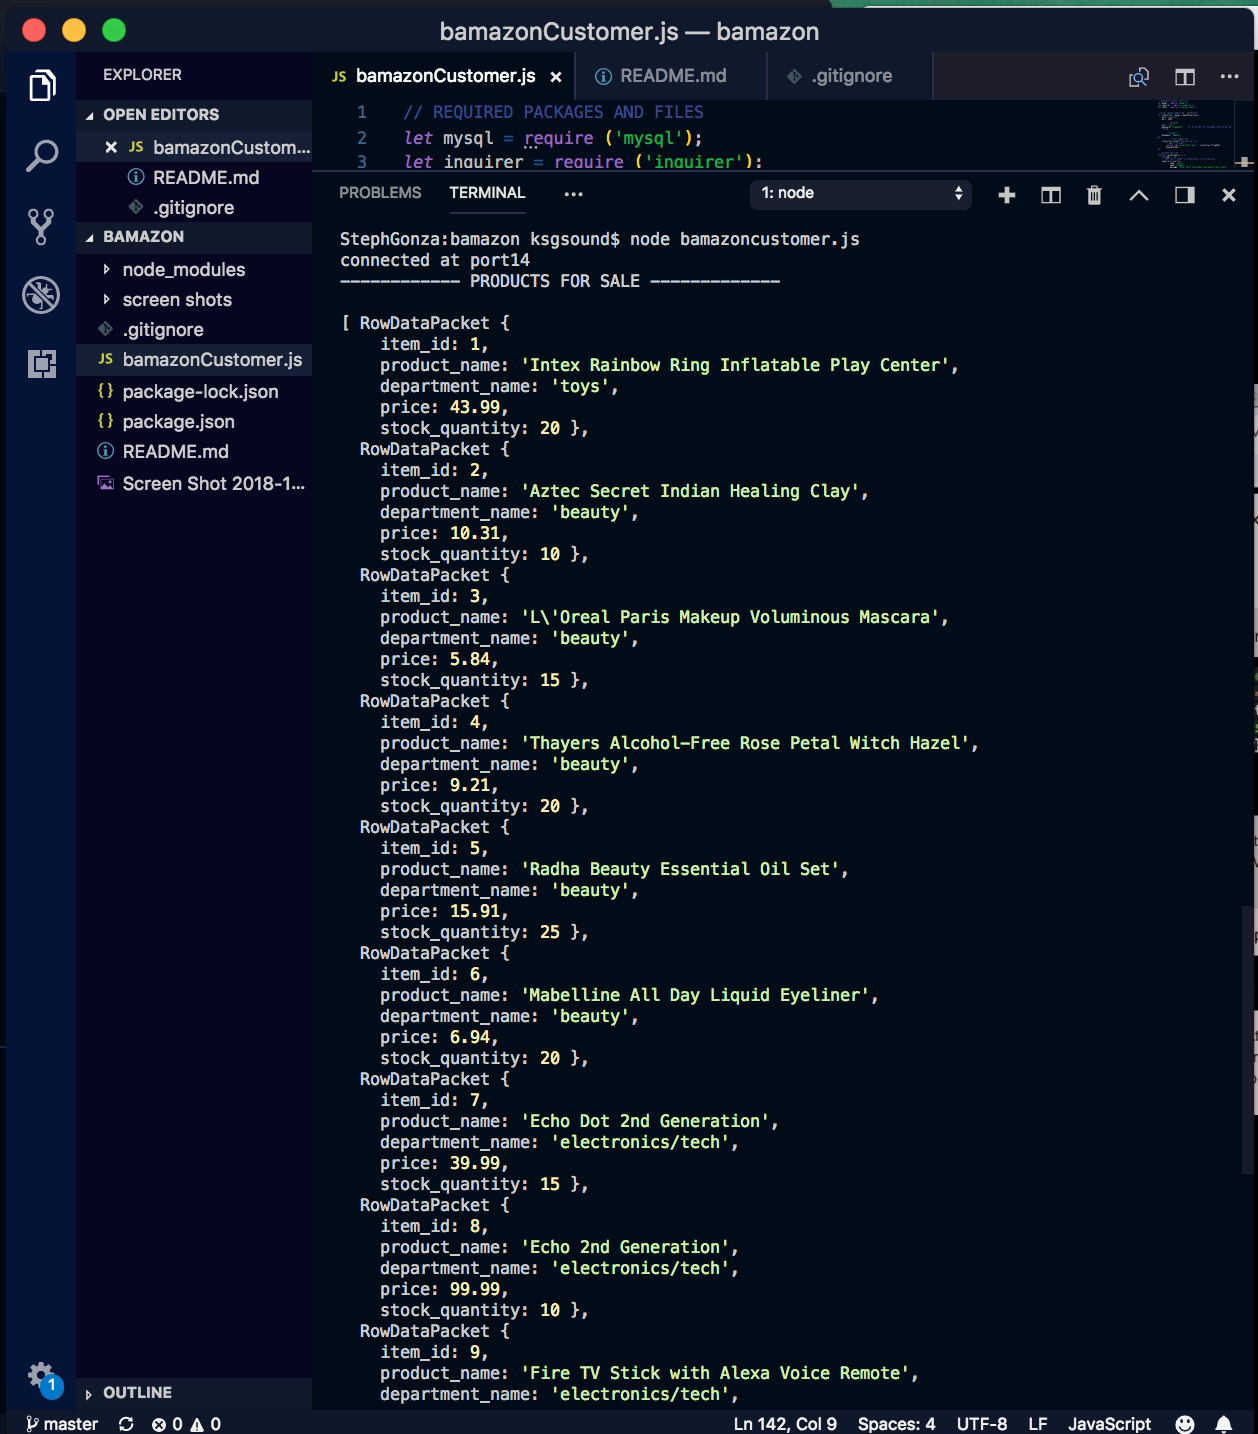 bamazonCustomer.js — bamazon
EXPLORER
OPEN EDITORS
JS bamazonCustom...
README.md
.gitignore
BAMAZON
node_modules
screen shots
.gitignore
JS bamazonCustomer.js
{} package-lock.json
{} package.json
README.md
Screen Shot 2018-1...
OUTLINE
JS bamazonCustomer.js
README.md
.gitignore
1 // REQUIRED PACKAGES AND FILES
2 let mysql = require ('mysql');
3 let inquirer = require ('inquirer');
PROBLEMS TERMINAL ... 1: node
StephGonza:bamazon ksgsound$ node bamazoncustomer.js
connected at port14
------------ PRODUCTS FOR SALE -------------
[ RowDataPacket {
item_id: 1,
product_name: 'Intex Rainbow Ring Inflatable Play Center',
department_name: 'toys',
price: 43.99,
stock_quantity: 20 },
RowDataPacket {
item_id: 2,
product_name: 'Aztec Secret Indian Healing Clay',
department_name: 'beauty',
price: 10.31,
stock_quantity: 10 },
RowDataPacket {
item_id: 3,
product_name: 'L\'Oreal Paris Makeup Voluminous Mascara',
department_name: 'beauty',
price: 5.84,
stock_quantity: 15 },
RowDataPacket {
item_id: 4,
product_name: 'Thayers Alcohol-Free Rose Petal Witch Hazel',
department_name: 'beauty',
price: 9.21,
stock_quantity: 20 },
RowDataPacket {
item_id: 5,
product_name: 'Radha Beauty Essential Oil Set',
department_name: 'beauty',
price: 15.91,
stock_quantity: 25 },
RowDataPacket {
item_id: 6,
product_name: 'Mabelline All Day Liquid Eyeliner',
department_name: 'beauty',
price: 6.94,
stock_quantity: 20 },
RowDataPacket {
item_id: 7,
product_name: 'Echo Dot 2nd Generation',
department_name: 'electronics/tech',
price: 39.99,
stock_quantity: 15 },
RowDataPacket {
item_id: 8,
product_name: 'Echo 2nd Generation',
department_name: 'electronics/tech',
price: 99.99,
stock_quantity: 10 },
RowDataPacket {
item_id: 9,
product_name: 'Fire TV Stick with Alexa Voice Remote',
department_name: 'electronics/tech',
1
master 0 0 Ln 142, Col 9 Spaces: 4 UTF-8 LF JavaScript